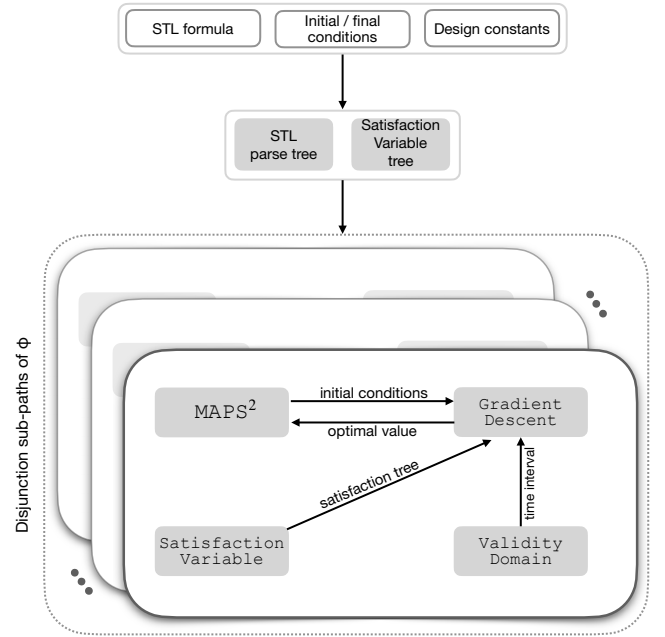 STL formula
Initial / final
conditions
Design constants
STL
parse tree
Satisfaction
Variable
tree
Disjunction sub-paths of Φ
MAPS²
initial conditions
optimal value
Gradient
Descent
satisfaction tree
time interval
Satisfaction
Variable
Validity
Domain